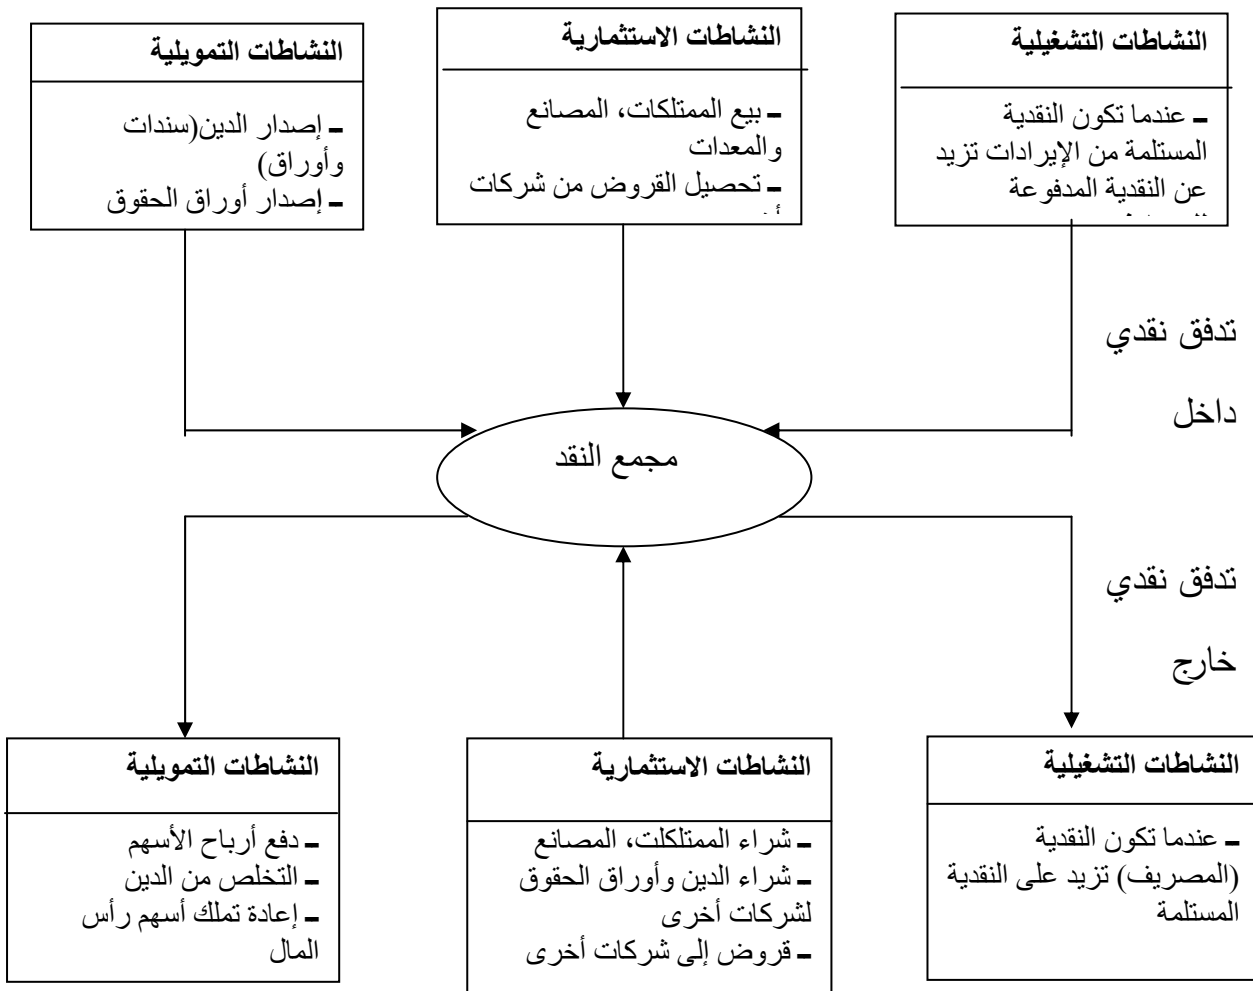 النشاطات التشغيلية
ـ عندما تكون النقدية
المستلمة من الإيرادات تزيد
عن النقدية المدفوعة
النشاطات الاستثمارية
ـ بيع الممتلكات، المصانع
والمعدات
ـ تحصيل القروض من شركات
النشاطات التمويلية
ـ إصدار الدين(سندات
وأوراق)
ـ إصدار أوراق الحقوق
تدفق نقدي
داخل
مجمع النقد
تدفق نقدي
خارج
النشاطات التشغيلية
ـ عندما تكون النقدية
(المصريف) تزيد على النقدية
المستلمة
النشاطات الاستثمارية
ـ شراء الممتلكلت، المصانع
ـ شراء الدين وأوراق الحقوق
لشركات أخرى
ـ قروض إلى شركات أخرى
النشاطات التمويلية
ـ دفع أرباح الأسهم
ـ التخلص من الدين
ـ إعادة تملك أسهم رأس
المال